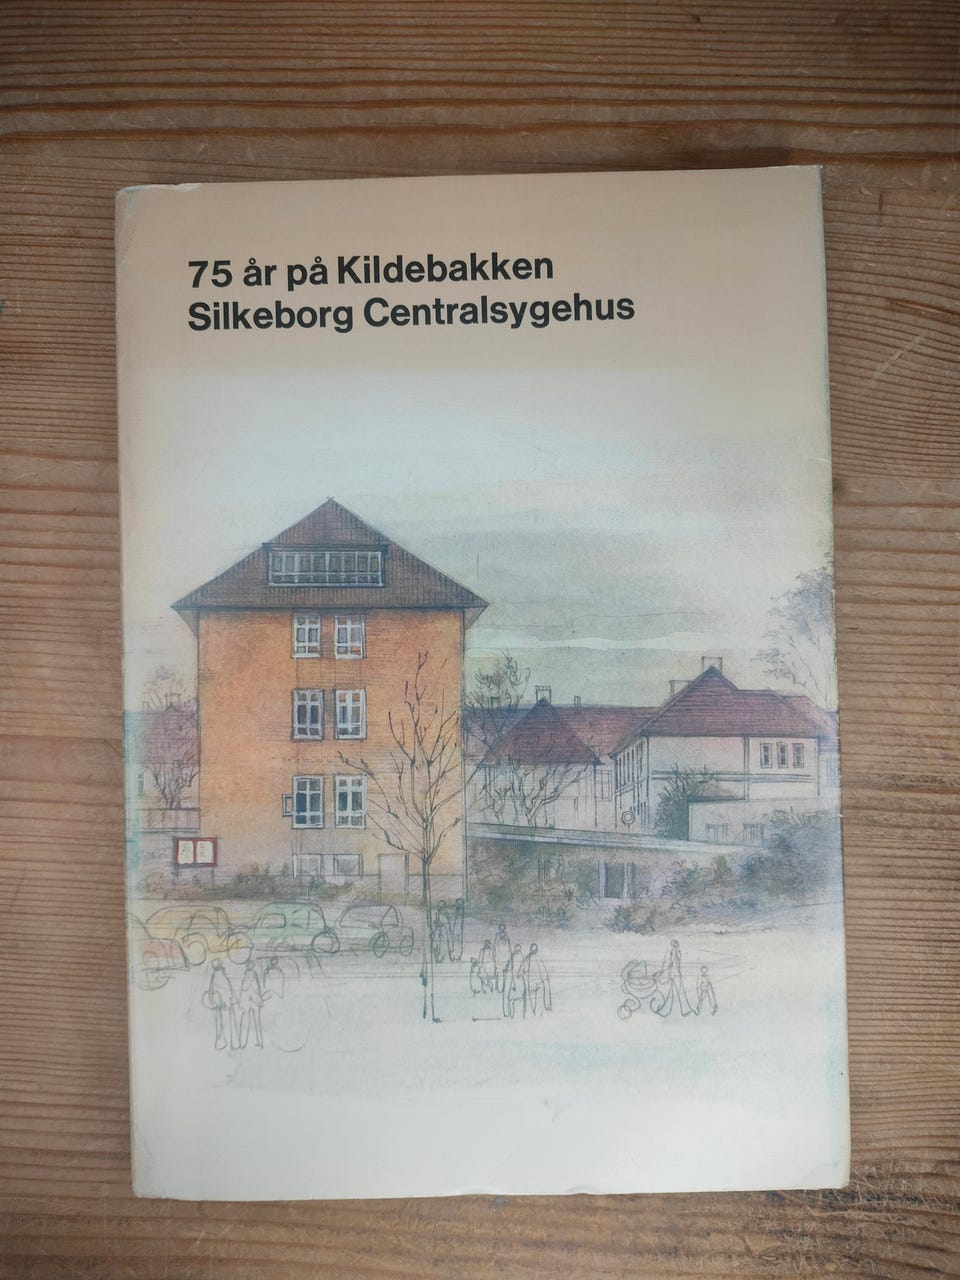 75 år på Kildebakken
Silkeborg Centralsygehus